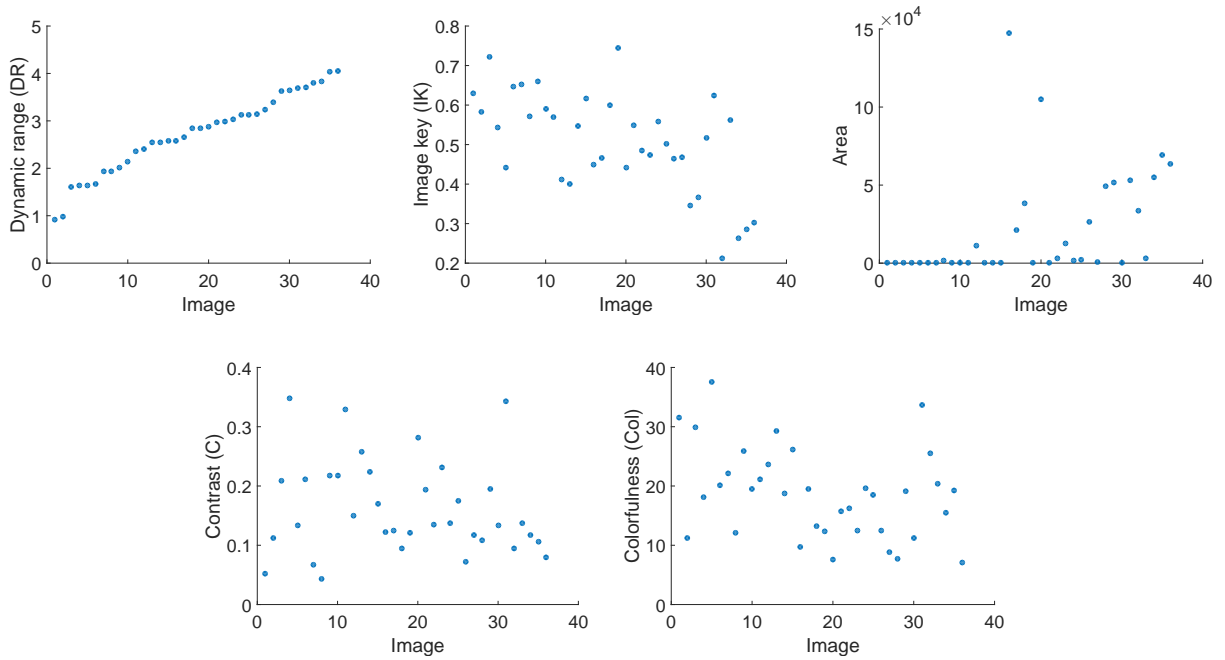 Dynamic range (DR)
5
4
3
2
1
0
0 10 20 30 40
Image
Image key (IK)
0.8
0.7
0.6
0.5
0.4
0.3
0.2
0 10 20 30 40
Image
Area
×10⁴
15
10
5
0
0 10 20 30 40
Image
Contrast (C)
0.4
0.3
0.2
0.1
0
0 10 20 30 40
Image
Colorfulness (Col)
40
30
20
10
0
0 10 20 30 40
Image